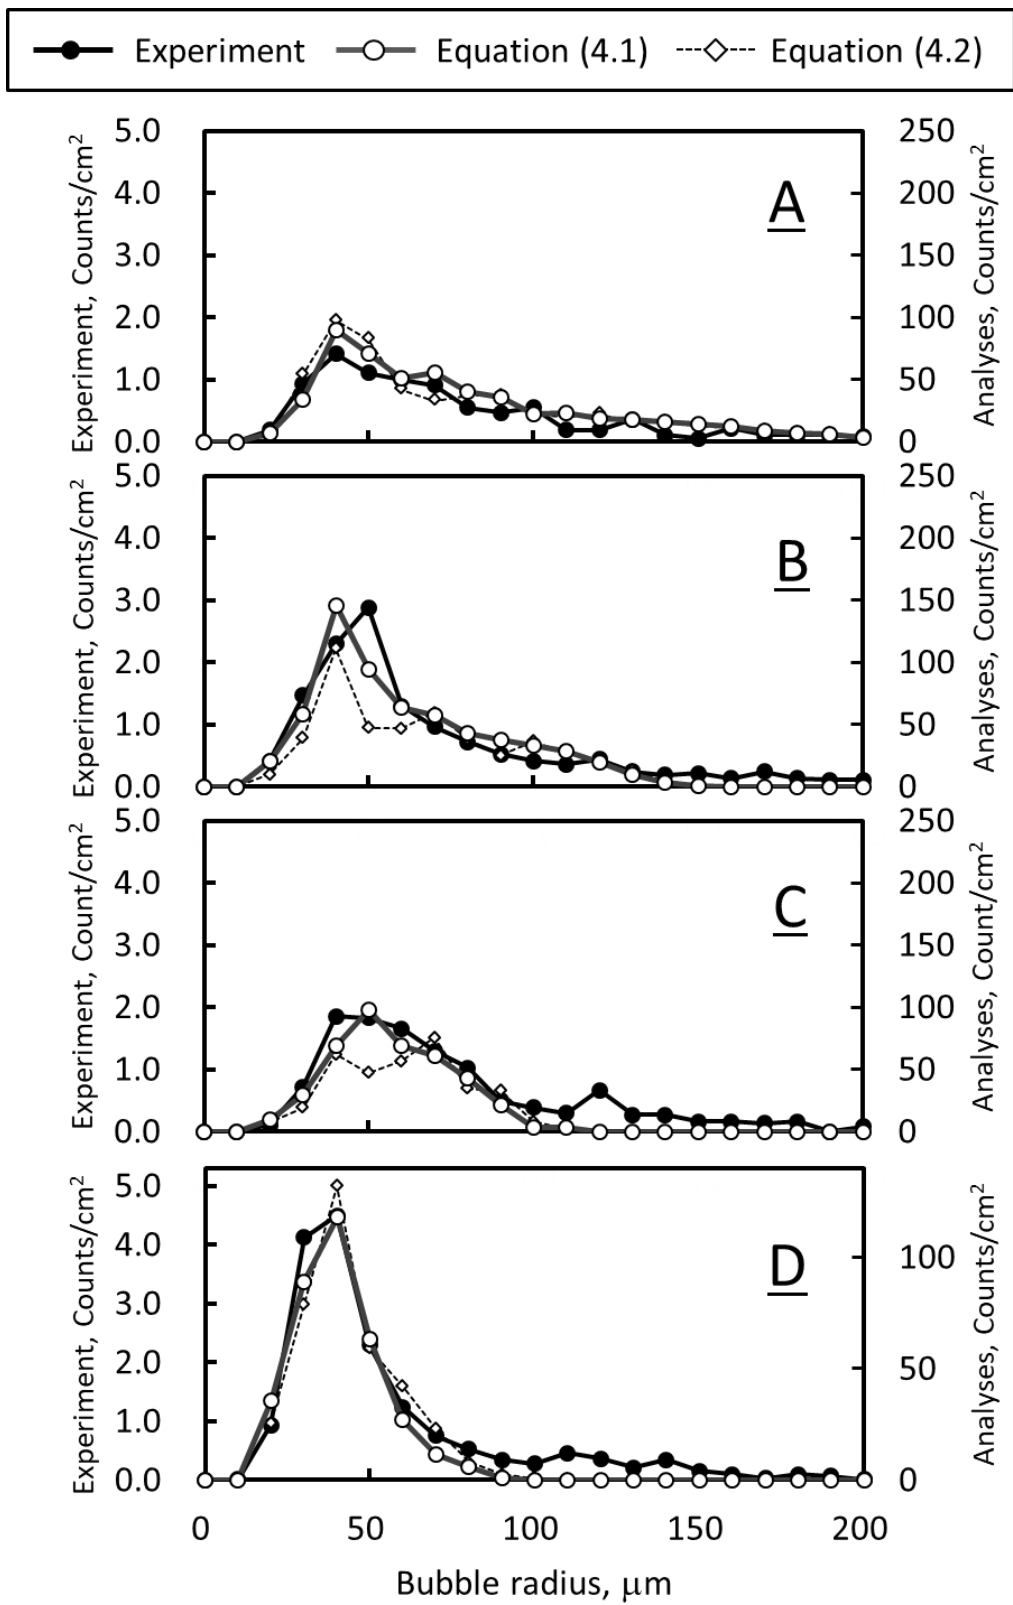 Experiment Equation (4.1) Equation (4.2)
5.0 250
4.0 200
3.0 150
2.0 100
1.0 50
0.0 0
Experiment, Counts/cm²
Analyses, Counts/cm²
A
5.0 250
4.0 200
3.0 150
2.0 100
1.0 50
0.0 0
Experiment, Counts/cm²
Analyses, Counts/cm²
B
5.0 250
4.0 200
3.0 150
2.0 100
1.0 50
0.0 0
Experiment, Count/cm²
Analyses, Count/cm²
C
5.0
4.0 100
3.0
2.0 50
1.0
0.0 0
Experiment, Counts/cm²
Analyses, Counts/cm²
D
0 50 100 150 200
Bubble radius, μm